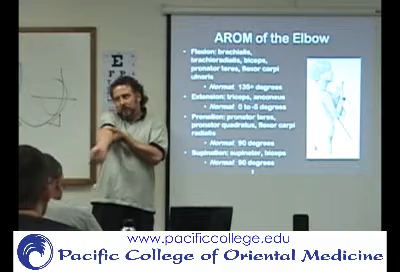 AROM of the Elbow
• Flexion: brachialis,
brachioradialis, biceps,
pronator teres, flexor carpi
ulnaris
• Normal: 135+ degrees
• Extension: triceps, anconeus
• Normal: 0 to -5 degrees
• Pronation: pronator teres,
pronator quadratus, flexor carpi
radialis
• Normal: 90 degrees
• Supination: supinator, biceps
• Normal: 90 degrees
E
F P
www.pacificcollege.edu
Pacific College of Oriental Medicine